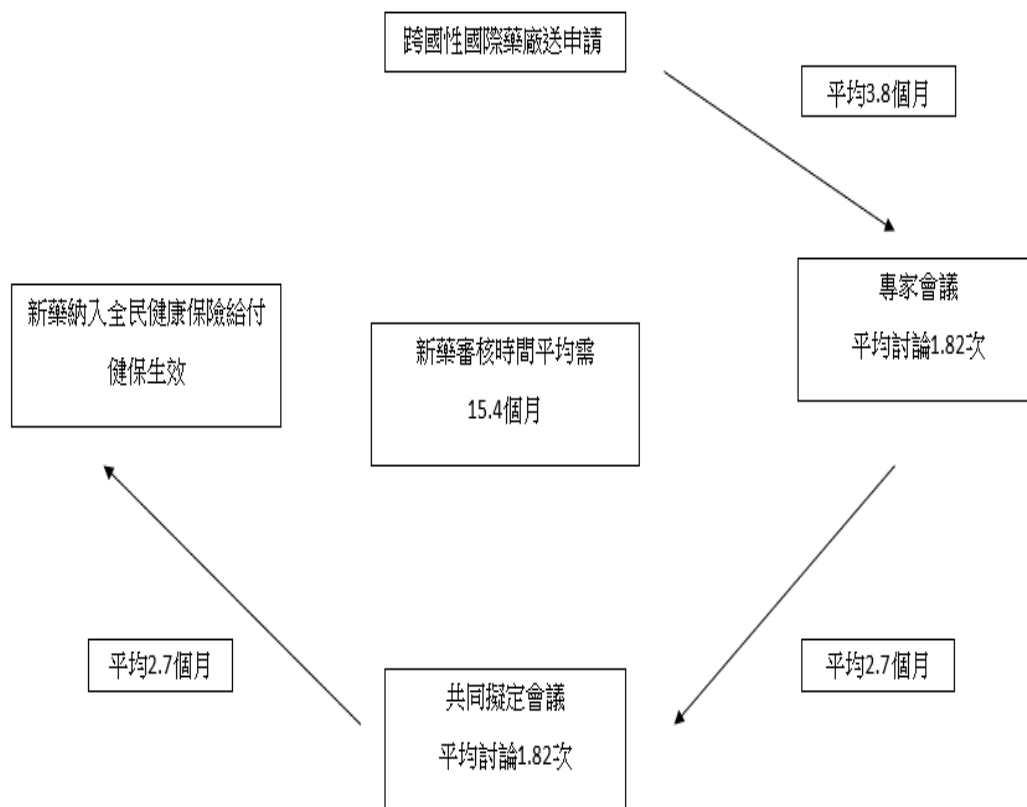 跨國性國際藥廠送申請
平均3.8個月
專家會議
平均討論1.82次
新藥納入全民健康保險給付
健保生效
新藥審核時間平均需
15.4個月
平均2.7個月
平均2.7個月
共同擬定會議
平均討論1.82次